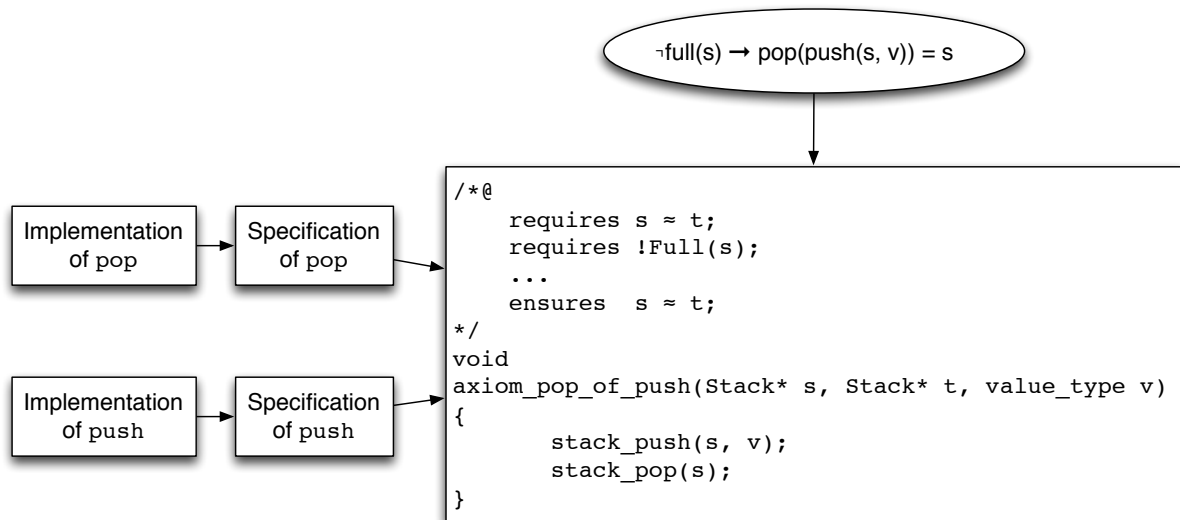 ¬full(s) → pop(push(s, v)) = s
Implementation
of pop
Specification
of pop
Implementation
of push
Specification
of push
/*@
    requires s ≈ t;
    requires !Full(s);
    ...
    ensures  s ≈ t;
*/
void
axiom_pop_of_push(Stack* s, Stack* t, value_type v)
{
        stack_push(s, v);
        stack_pop(s);
}